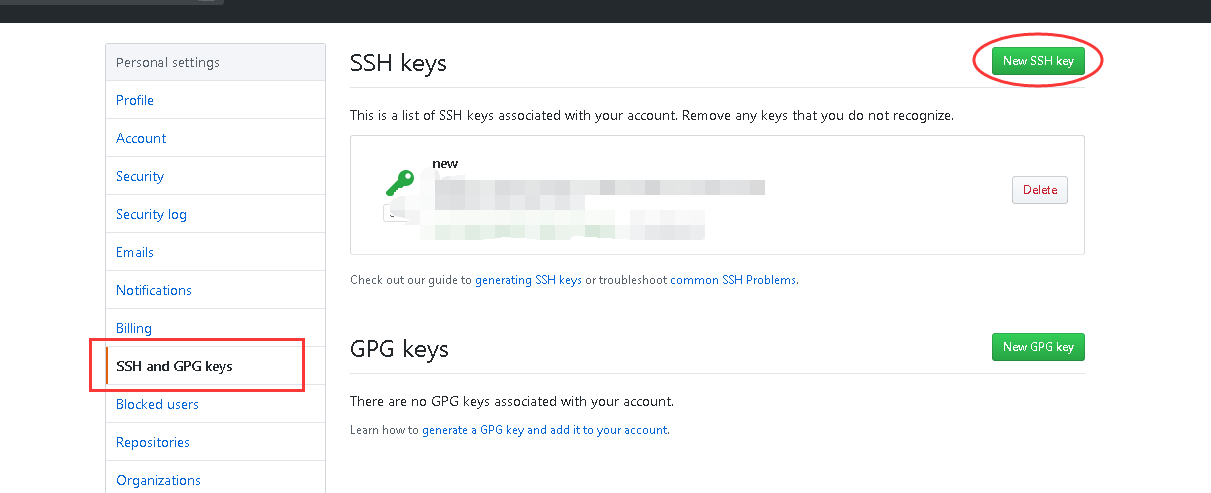 Personal settings
Profile
Account
Security
Security log
Emails
Notifications
Billing
SSH and GPG keys
Blocked users
Repositories
Organizations
SSH keys
New SSH key
This is a list of SSH keys associated with your account. Remove any keys that you do not recognize.
new
Delete
Check out our guide to generating SSH keys or troubleshoot common SSH Problems.
GPG keys
New GPG key
There are no GPG keys associated with your account.
Learn how to generate a GPG key and add it to your account.